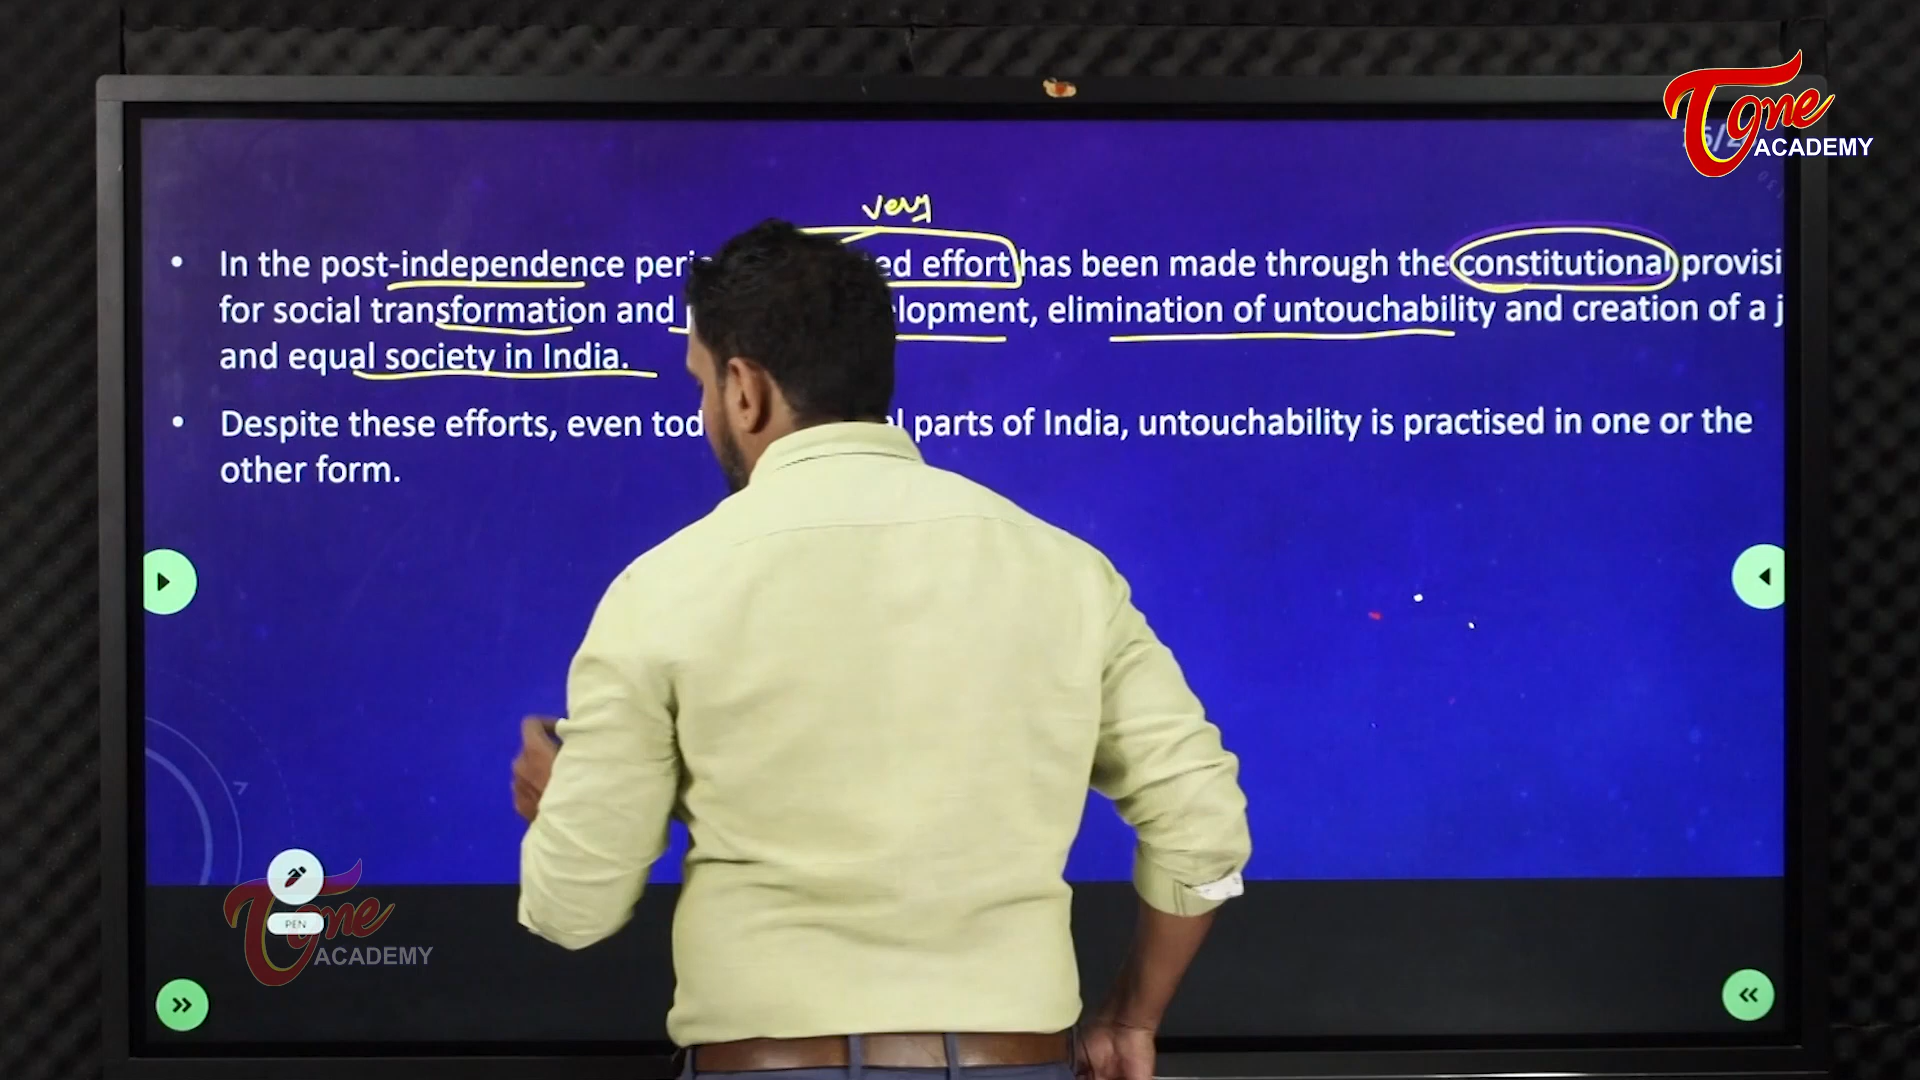 Tone
ACADEMY
very
In the post-independence ed effort has been made through the constitutional provisi
for social transformation and lopment, elimination of untouchability and creation of a j
and equal society in India.
Despite these efforts, even tod parts of India, untouchability is practised in one or the
other form.
PEN
Tone
ACADEMY